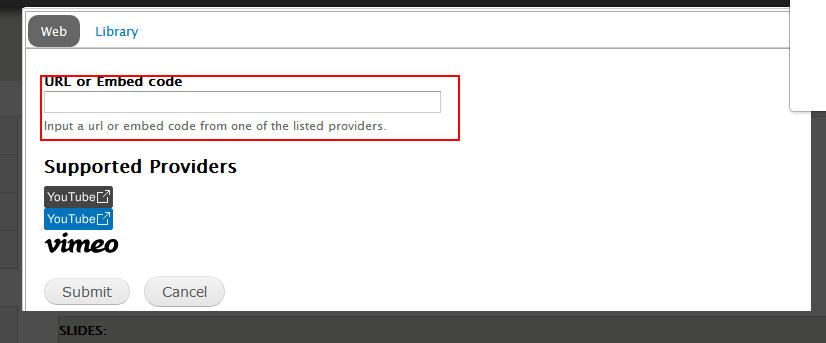 Web
Library
URL or Embed code
Input a url or embed code from one of the listed providers.
Supported Providers
YouTube
YouTube
vimeo
Submit
Cancel
SLIDES: